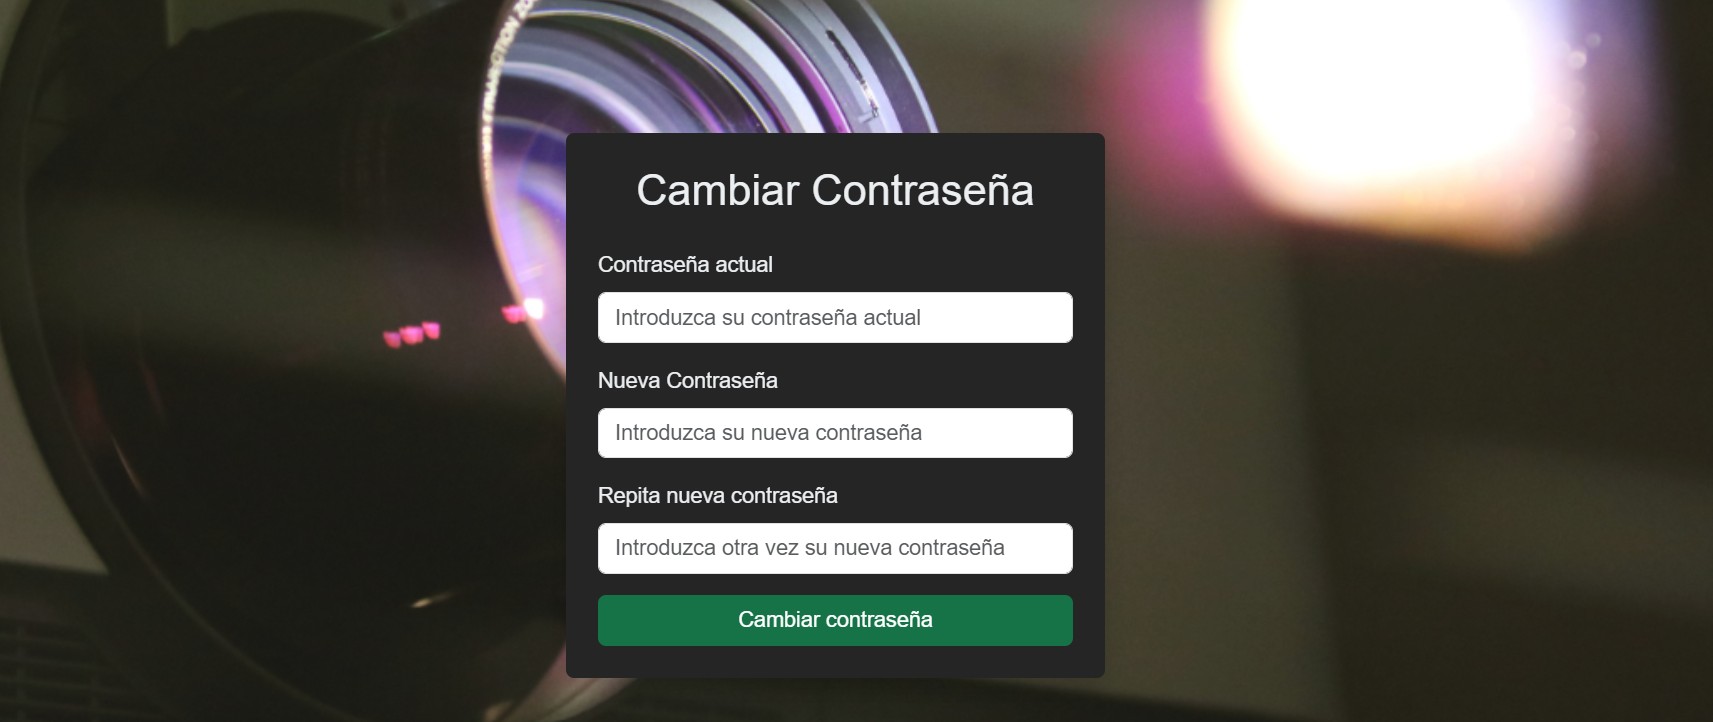 Cambiar Contraseña
Contraseña actual
Introduzca su contraseña actual
Nueva Contraseña
Introduzca su nueva contraseña
Repita nueva contraseña
Introduzca otra vez su nueva contraseña
Cambiar contraseña